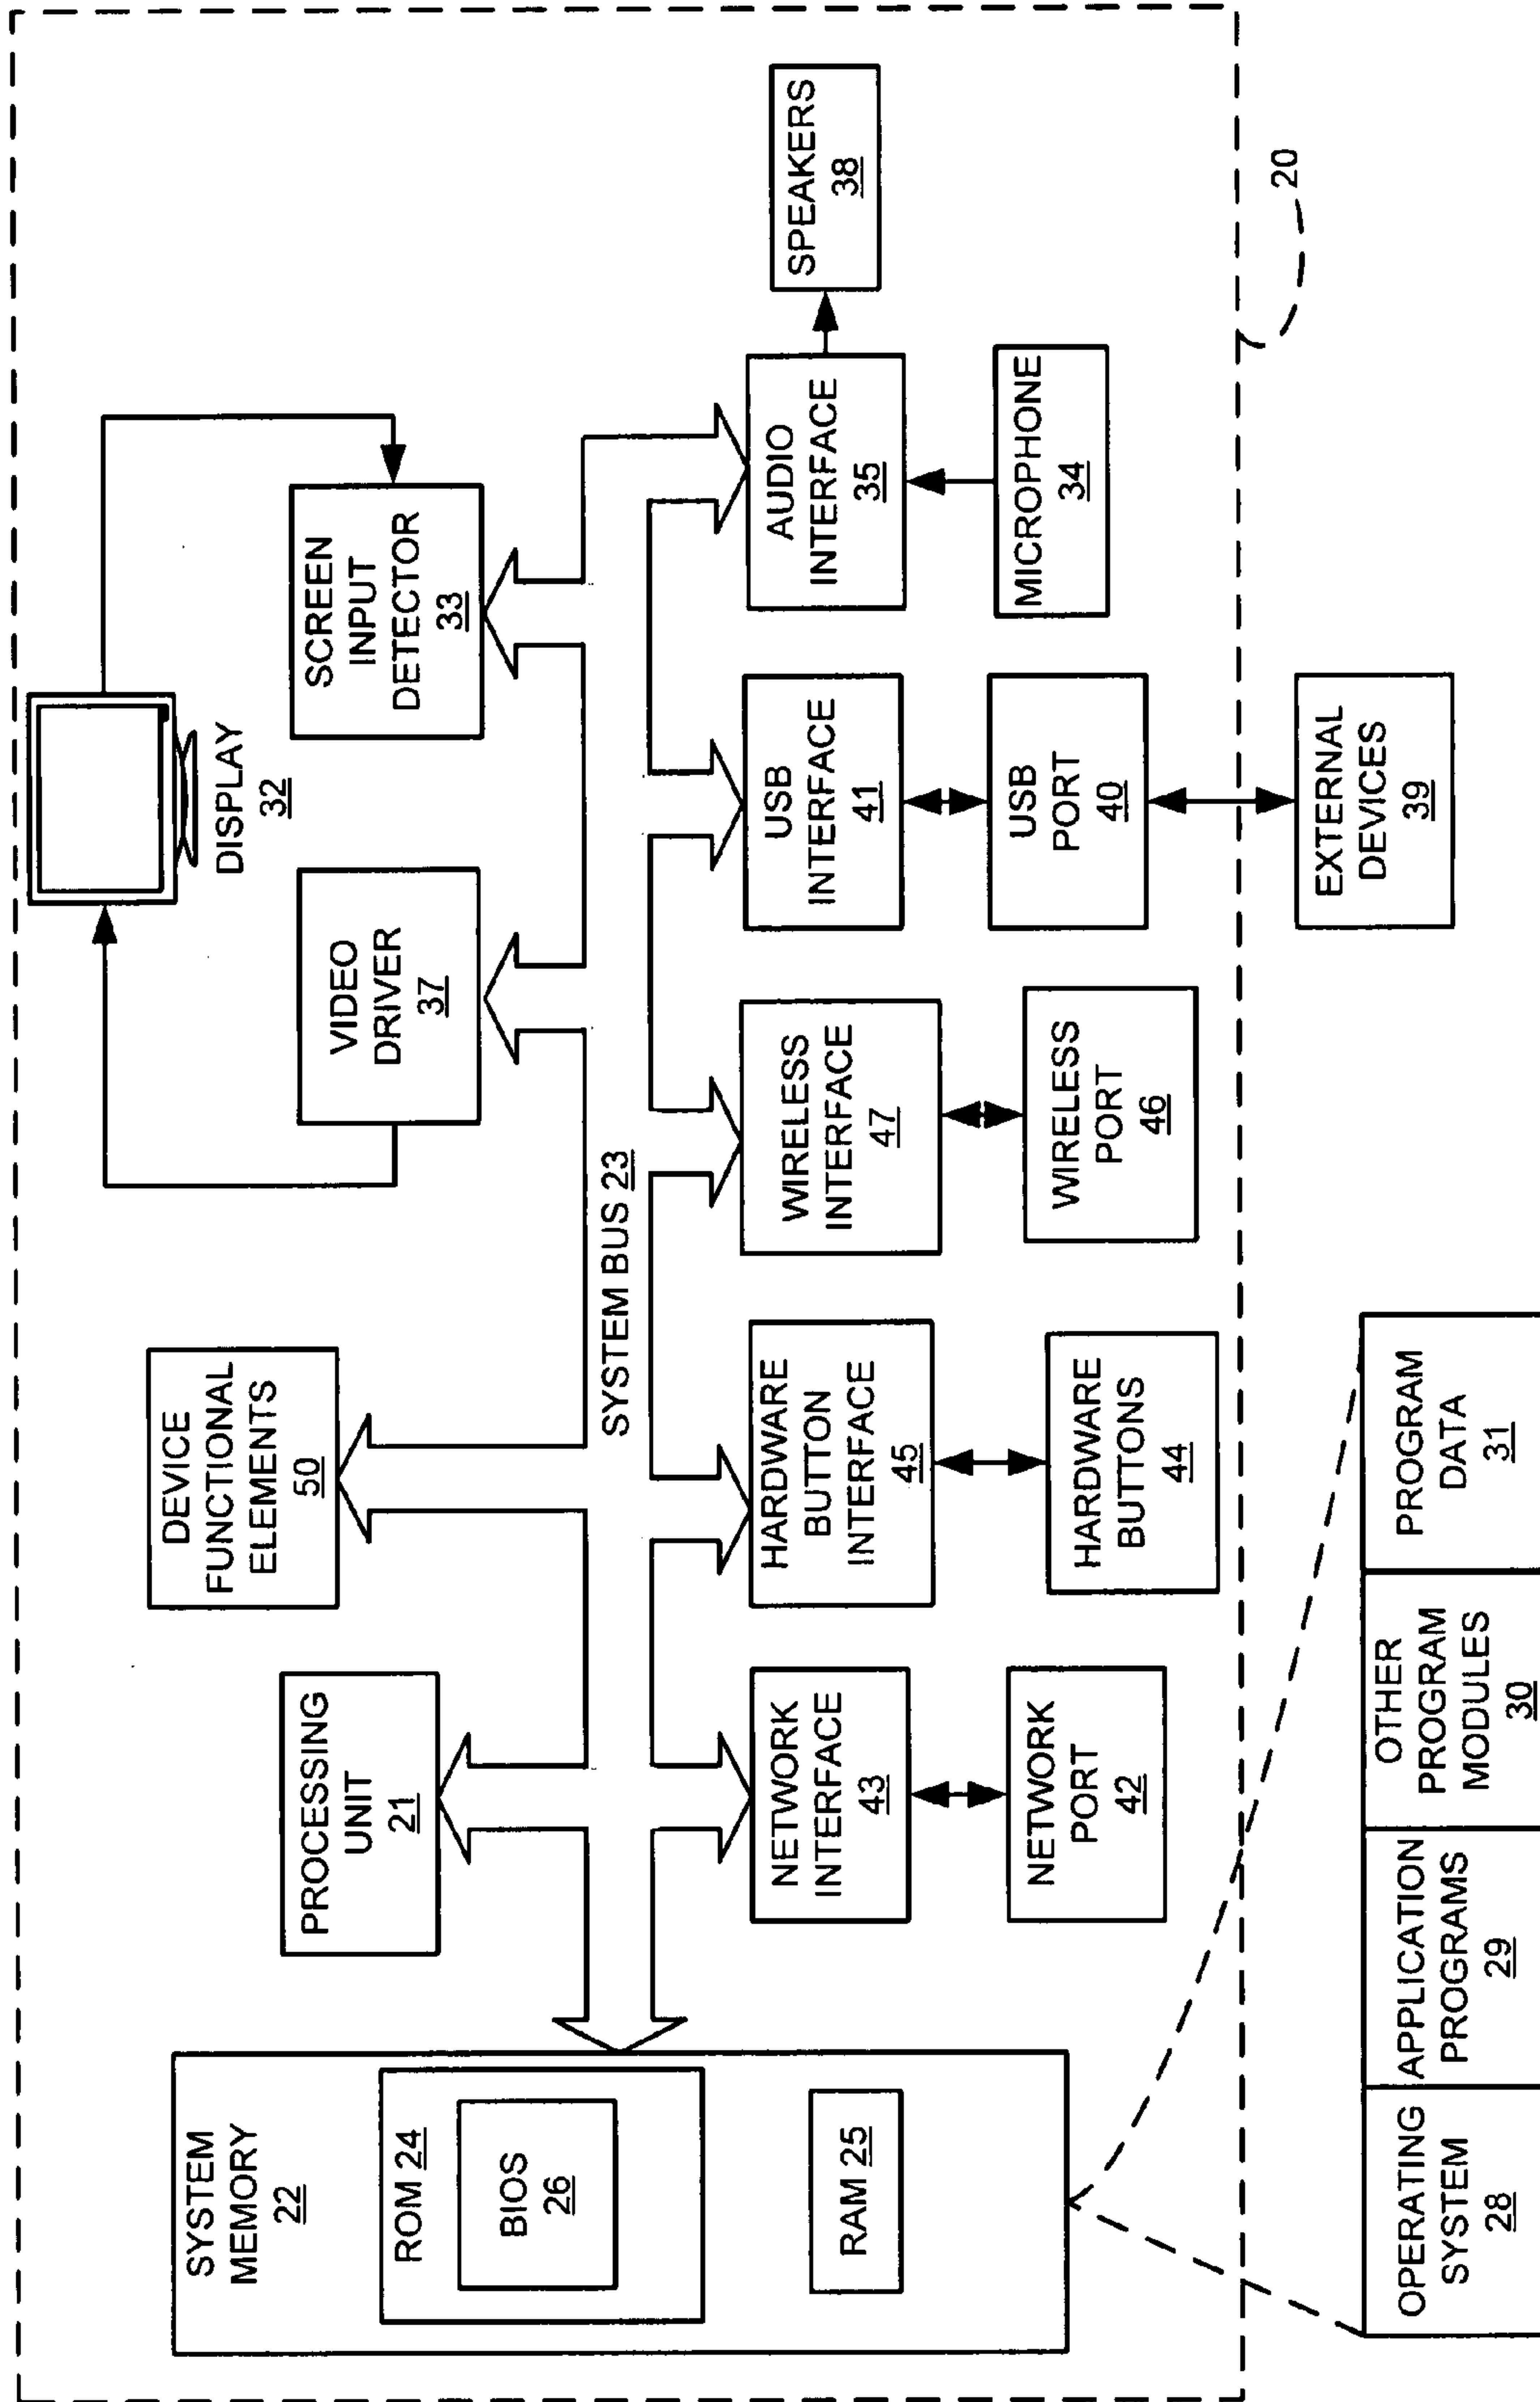 SYSTEM
MEMORY
22
ROM 24
BIOS
26
RAM 25
PROCESSING
UNIT
21
DEVICE
FUNCTIONAL
ELEMENTS
50
VIDEO
DRIVER
37
DISPLAY
32
SCREEN
INPUT
DETECTOR
33
SYSTEM BUS 23
NETWORK
INTERFACE
43
HARDWARE
BUTTON
INTERFACE
45
WIRELESS
INTERFACE
47
USB
INTERFACE
41
AUDIO
INTERFACE
35
SPEAKERS
38
NETWORK
PORT
42
HARDWARE
BUTTONS
44
WIRELESS
PORT
46
USB
PORT
40
MICROPHONE
34
20
EXTERNAL
DEVICES
39
OPERATING
SYSTEM
28
APPLICATION
PROGRAMS
29
OTHER
PROGRAM
MODULES
30
PROGRAM
DATA
31